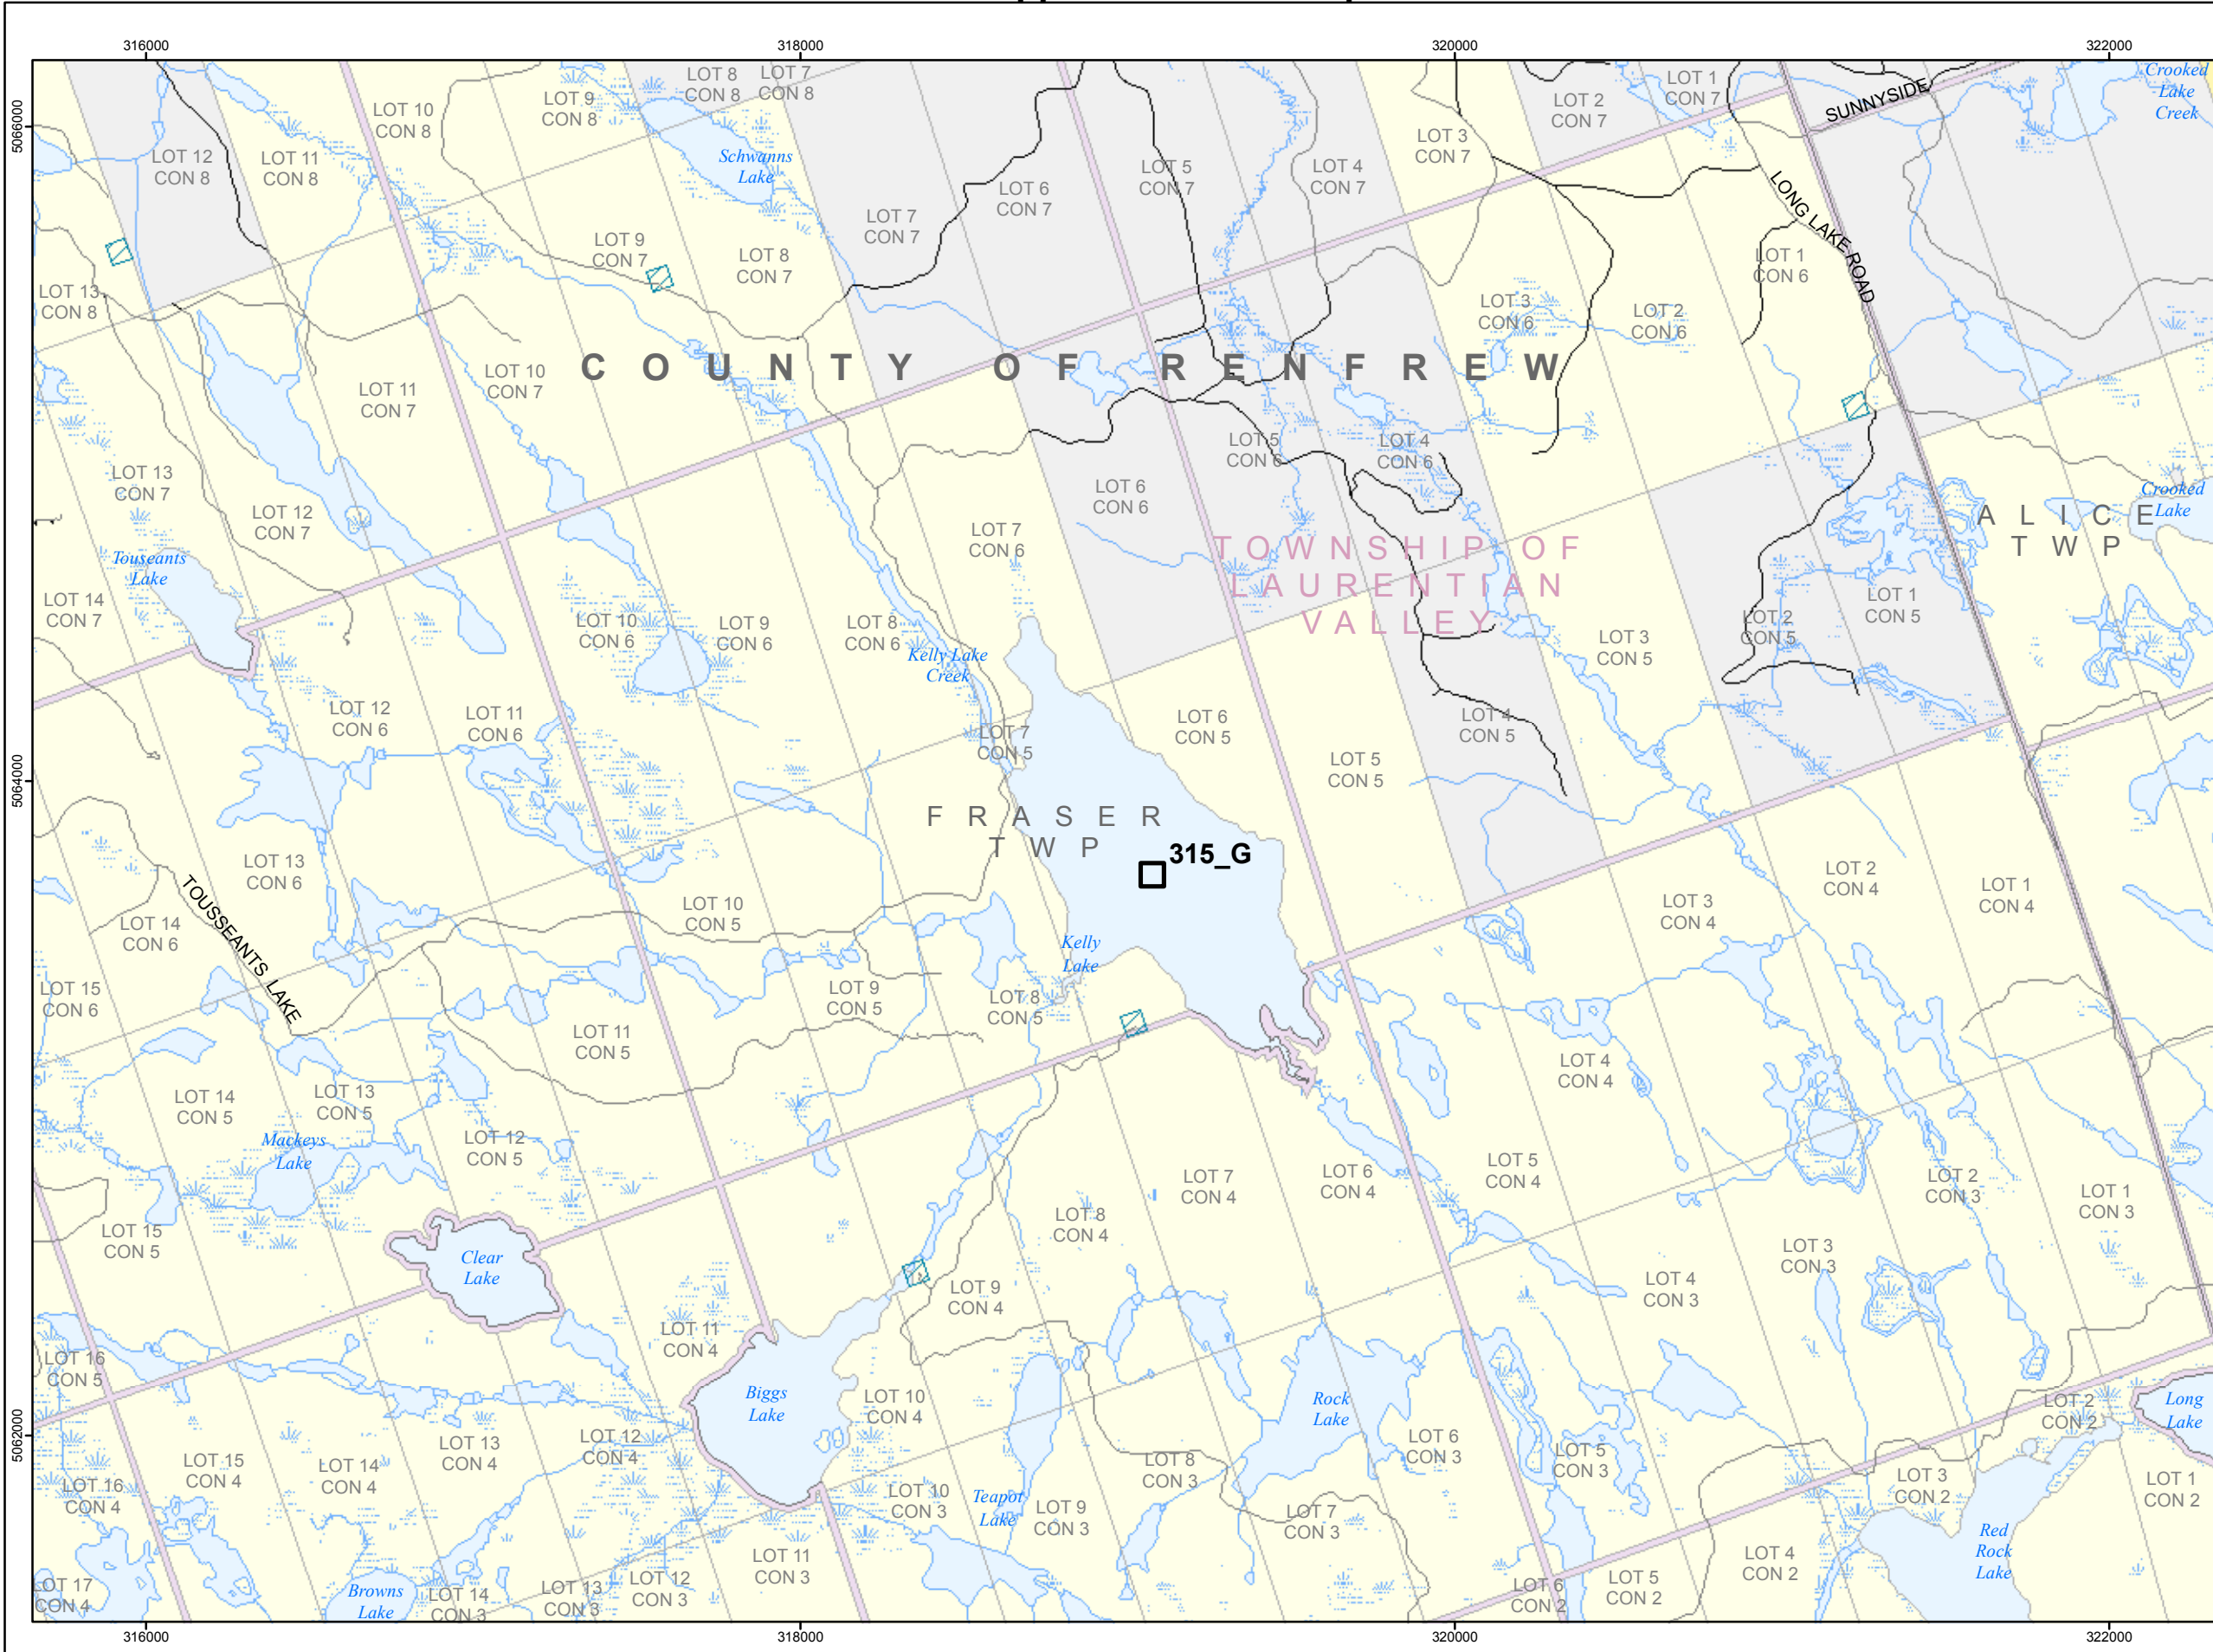 316000
318000
320000
322000
5066000
5064000
5062000
LOT 8
CON 8
LOT 7
CON 8
LOT 9
CON 8
LOT 10
CON 8
LOT 11
CON 8
LOT 12
CON 8
LOT 1
CON 7
LOT 2
CON 7
SUNNYSIDE
Crooked
Lake
Creek
LOT 3
CON 7
LOT 4
CON 7
LOT 5
CON 7
LOT 6
CON 7
LOT 7
CON 7
Schwanns
Lake
LOT 8
CON 7
LOT 9
CON 7
LONG LAKE ROAD
LOT 1
CON 6
LOT 2
CON 6
LOT 3
CON 6
LOT 13
CON 8
COUNTY OF RENFREW
LOT 10
CON 7
LOT 11
CON 7
LOT 4
CON 6
LOT 5
CON 6
LOT 6
CON 6
LOT 7
CON 6
LOT 13
CON 7
LOT 12
CON 7
Crooked
Lake
ALICE
TWP
TOWNSHIP OF
LAURENTIAN
VALLEY
Touseants
Lake
LOT 14
CON 7
LOT 10
CON 6
LOT 9
CON 6
LOT 8
CON 6
Kelly Lake
Creek
LOT 3
CON 5
LOT 2
CON 5
LOT 1
CON 5
LOT 12
CON 6
LOT 11
CON 6
LOT 7
CON 5
LOT 6
CON 5
LOT 5
CON 5
LOT 4
CON 5
FRASER
TWP
315_G
LOT 13
CON 6
LOT 14
CON 6
TOUSSEANTS LAKE
LOT 10
CON 5
Kelly
Lake
LOT 3
CON 4
LOT 2
CON 4
LOT 1
CON 4
LOT 15
CON 6
LOT 11
CON 5
LOT 9
CON 5
LOT 8
CON 5
LOT 4
CON 4
LOT 14
CON 5
LOT 13
CON 5
Mackeys
Lake
LOT 12
CON 5
LOT 7
CON 4
LOT 6
CON 4
LOT 5
CON 4
LOT 2
CON 3
LOT 1
CON 3
LOT 15
CON 5
Clear
Lake
LOT 8
CON 4
LOT 9
CON 4
LOT 3
CON 3
LOT 4
CON 3
LOT 16
CON 5
LOT 11
CON 4
Biggs
Lake
LOT 10
CON 4
Rock
Lake
LOT 2
CON 2
Long
Lake
LOT 16
CON 4
LOT 15
CON 4
LOT 14
CON 4
LOT 13
CON 4
LOT 12
CON 4
LOT 10
CON 3
Teapot
Lake
LOT 9
CON 3
LOT 8
CON 3
LOT 7
CON 3
LOT 6
CON 3
LOT 5
CON 3
LOT 3
CON 2
LOT 1
CON 2
Red
Rock
Lake
LOT 17
CON 4
Browns
Lake
LOT 14
CON 3
LOT 13
CON 3
LOT 12
CON 3
LOT 11
CON 3
LOT 6
CON 2
LOT 5
CON 2
LOT 4
CON 2
316000
318000
320000
322000